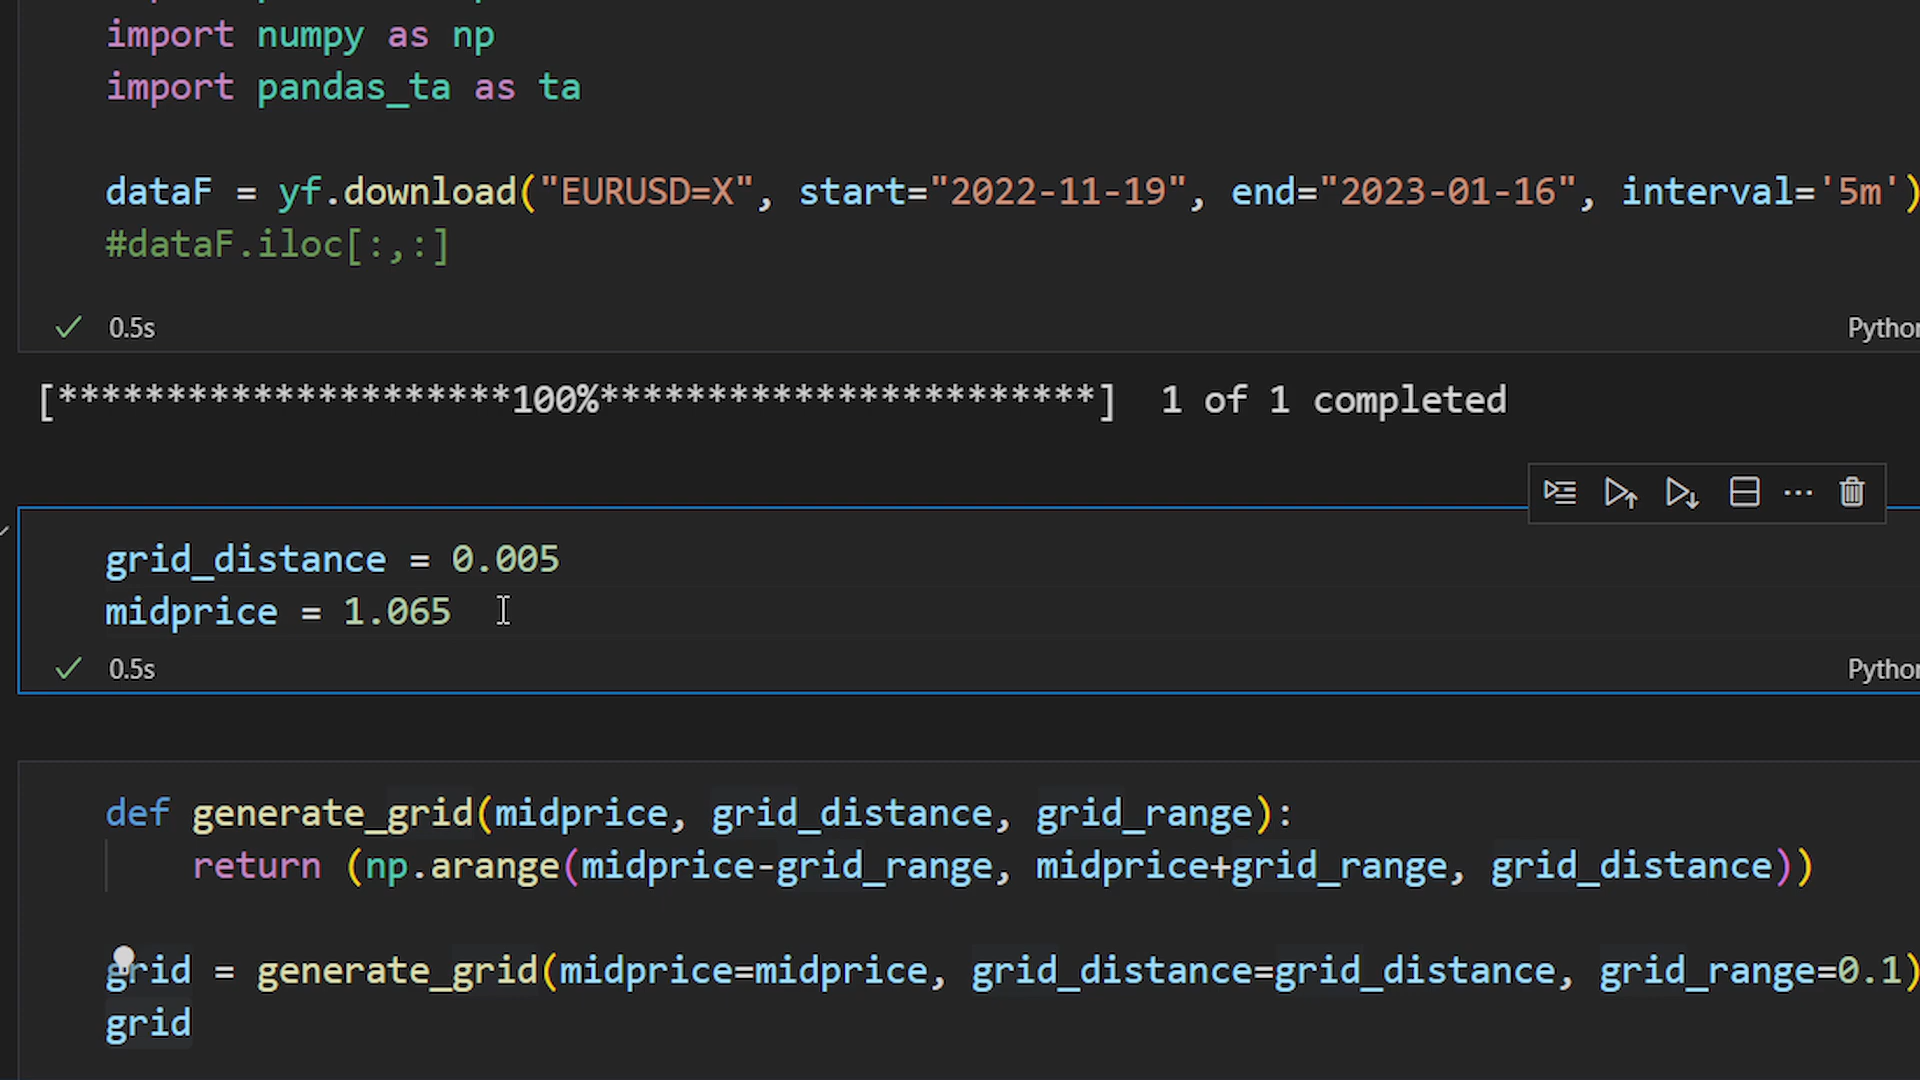 import numpy as np
import pandas_ta as ta
dataF = yf.download("EURUSD=X", start="2022-11-19", end="2023-01-16", interval='5m')
#dataF.iloc[:,:]
0.5s
[*********************100%***********************]  1 of 1 completed
grid_distance = 0.005
midprice = 1.065
0.5s
def generate_grid(midprice, grid_distance, grid_range):
    return (np.arange(midprice-grid_range, midprice+grid_range, grid_distance))
grid = generate_grid(midprice=midprice, grid_distance=grid_distance, grid_range=0.1)
grid